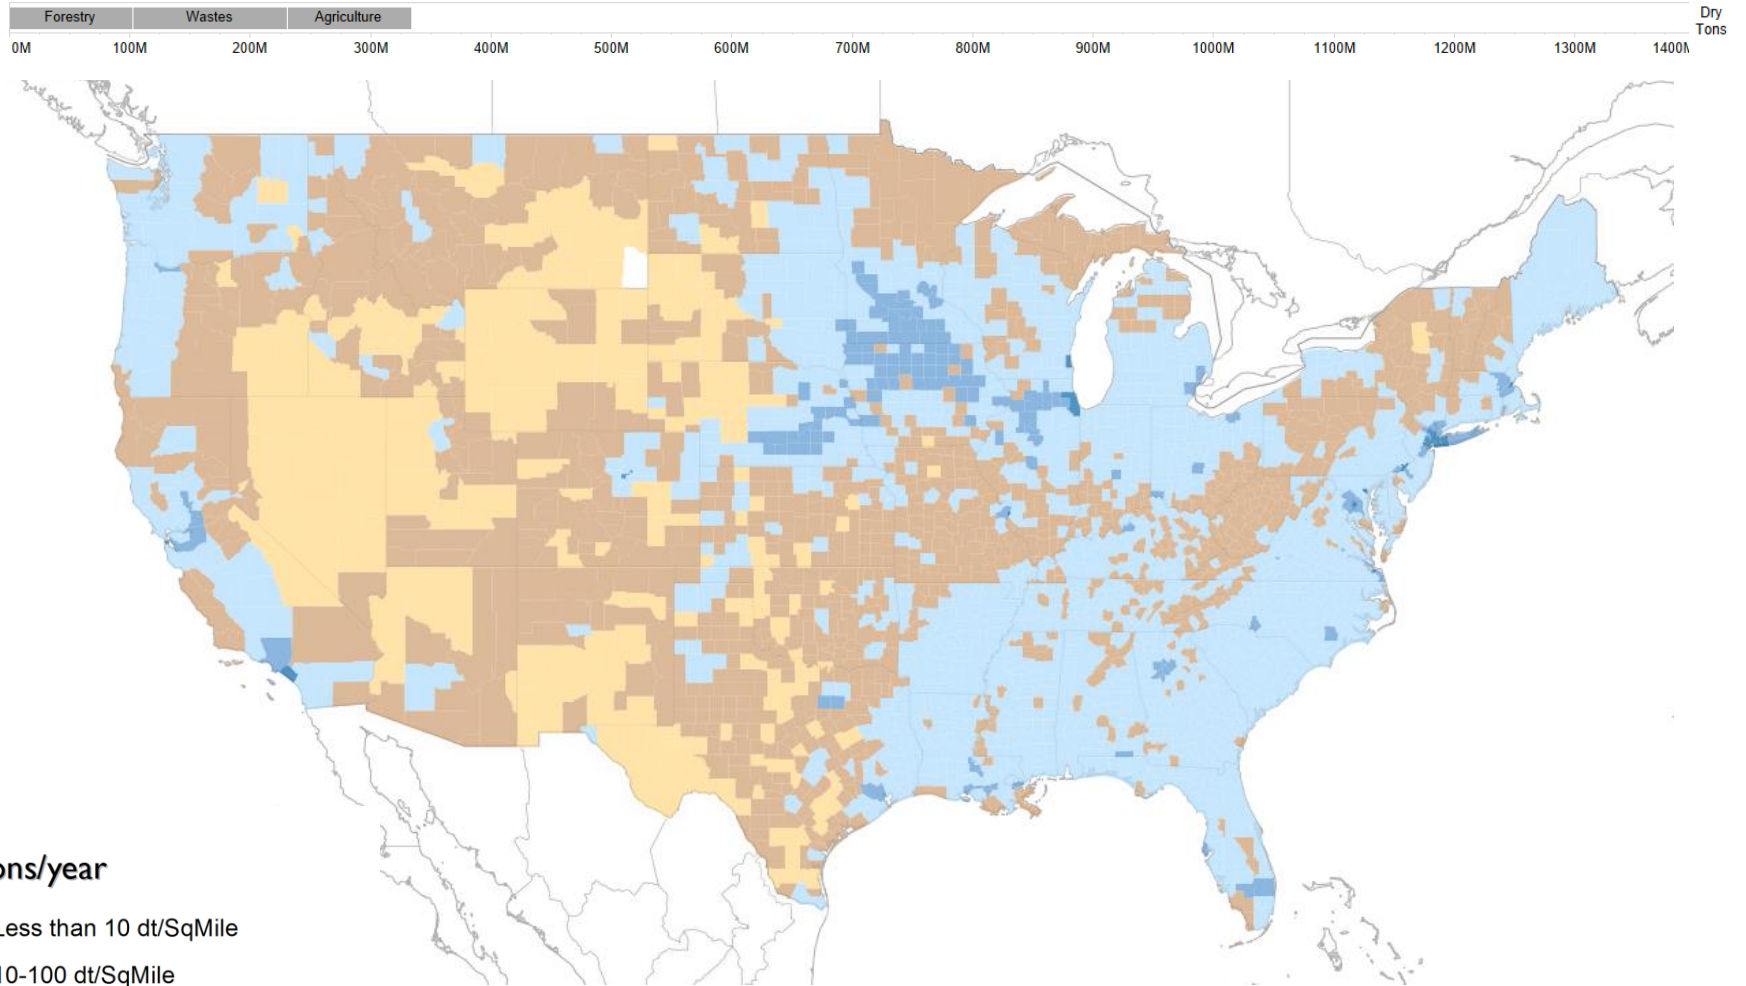 Forestry Wastes Agriculture
Dry
Tons
0M 100M 200M 300M 400M 500M 600M 700M 800M 900M 1000M 1100M 1200M 1300M 1400M
ons/year
Less than 10 dt/SqMile
10-100 dt/SqMile